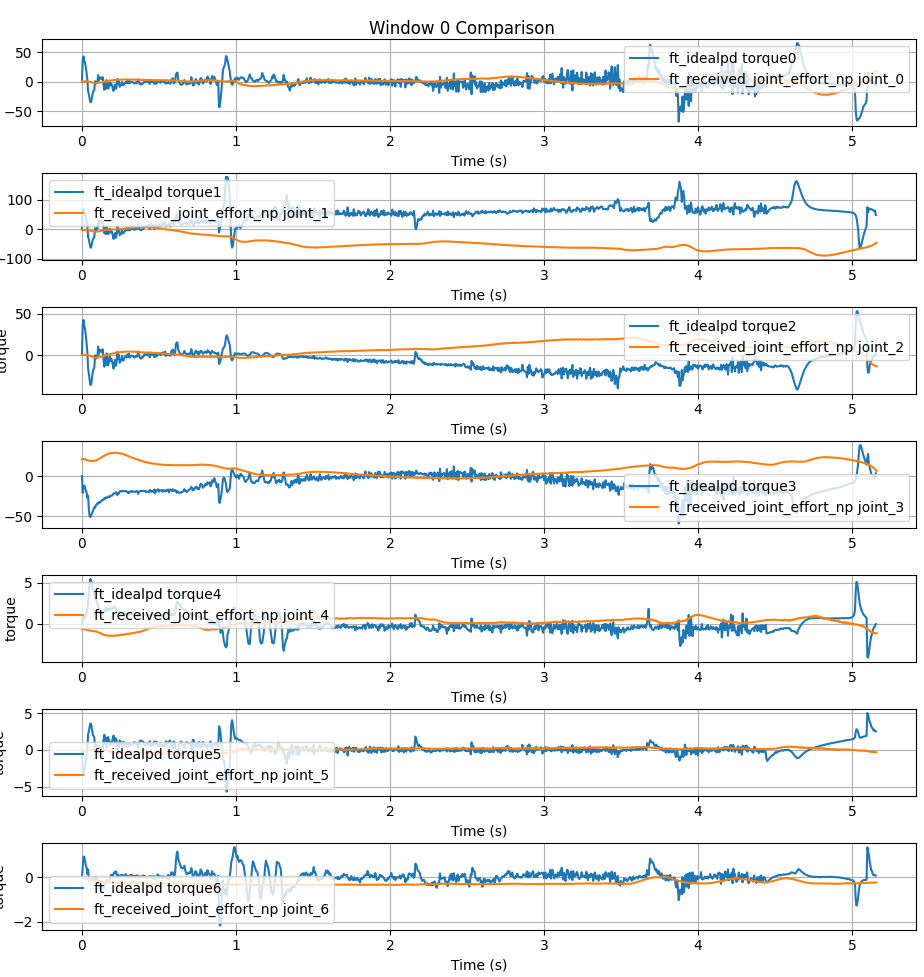 Window 0 Comparison
50
0
−50
ft_idealpd torque0
ft_received_joint_effort_np joint_0
0 1 2 3 4 5
Time (s)
100
0
−100
ft_idealpd torque1
ft_received_joint_effort_np joint_1
0 1 2 3 4 5
Time (s)
torque
50
0
ft_idealpd torque2
ft_received_joint_effort_np joint_2
0 1 2 3 4 5
Time (s)
0
−50
ft_idealpd torque3
ft_received_joint_effort_np joint_3
0 1 2 3 4 5
Time (s)
torque
5
0
ft_idealpd torque4
ft_received_joint_effort_np joint_4
0 1 2 3 4 5
Time (s)
torque
5
0
−5
ft_idealpd torque5
ft_received_joint_effort_np joint_5
0 1 2 3 4 5
Time (s)
torque
0
−2
ft_idealpd torque6
ft_received_joint_effort_np joint_6
0 1 2 3 4 5
Time (s)